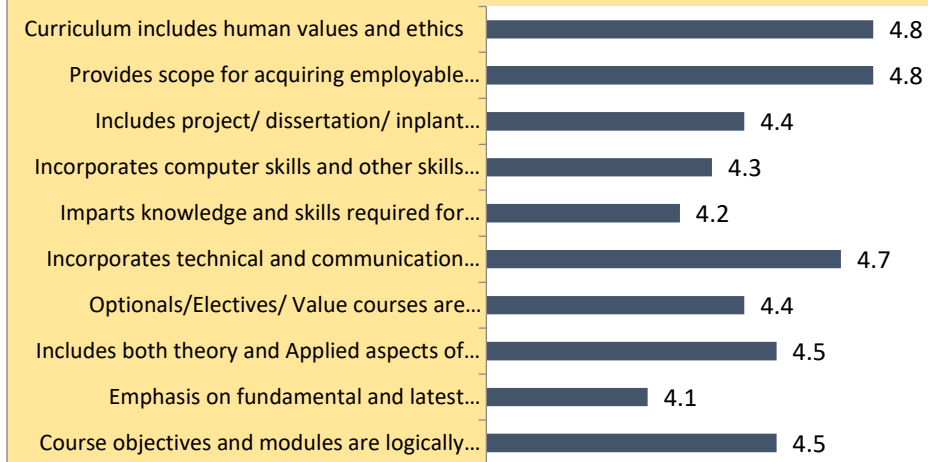 Curriculum includes human values and ethics 4.8
Provides scope for acquiring employable... 4.8
Includes project/ dissertation/ inplant... 4.4
Incorporates computer skills and other skills... 4.3
Imparts knowledge and skills required for... 4.2
Incorporates technical and communication... 4.7
Optionals/Electives/ Value courses are... 4.4
Includes both theory and Applied aspects of... 4.5
Emphasis on fundamental and latest... 4.1
Course objectives and modules are logically... 4.5